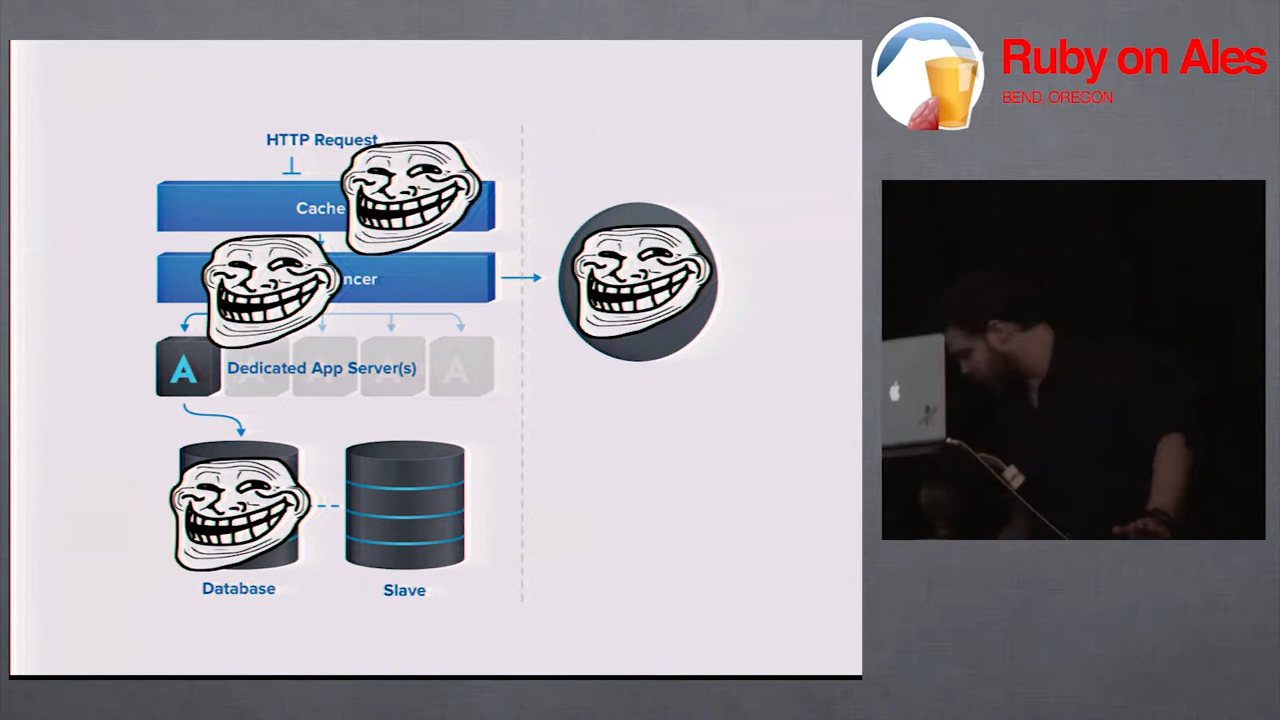 Ruby on Ales
BEND, OREGON
HTTP Request
Cache
ncer
A
Dedicated App Server(s)
A
A
A
A
Database
Slave